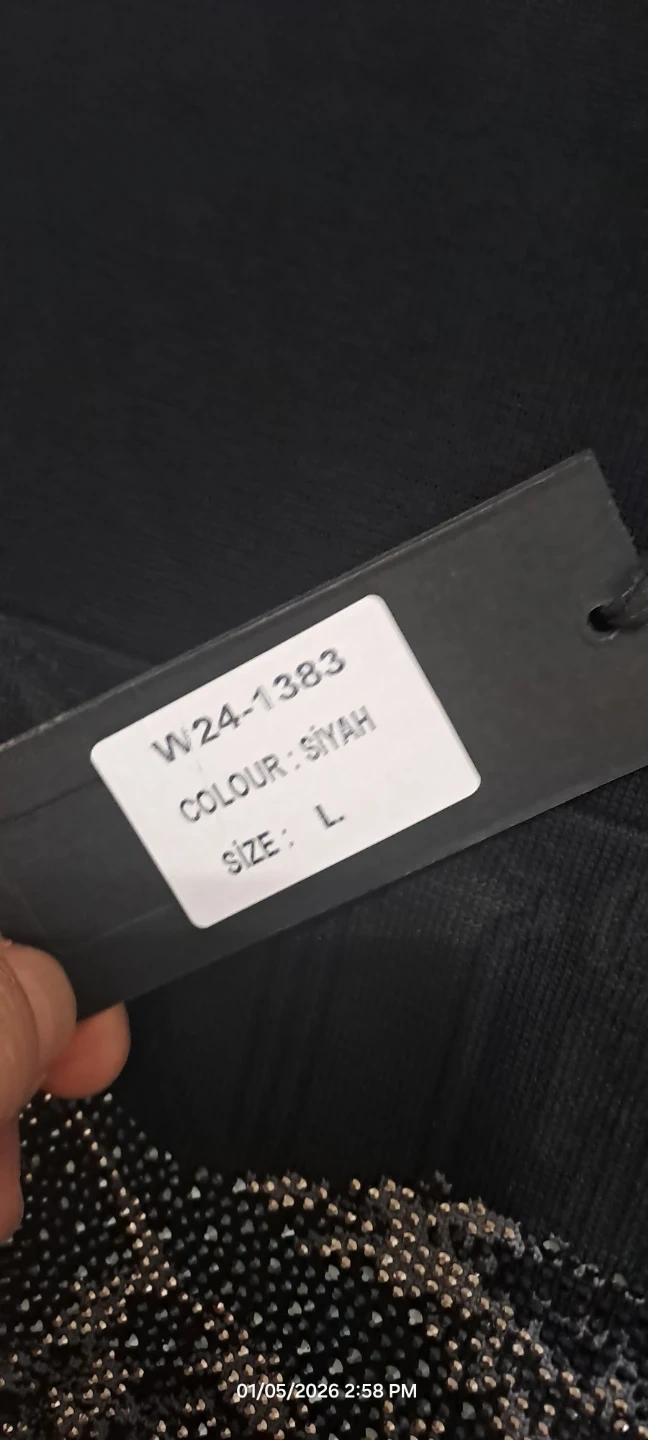 W24-1383
COLOUR : SİYAH
SİZE : L
01/05/2026 2:58 PM